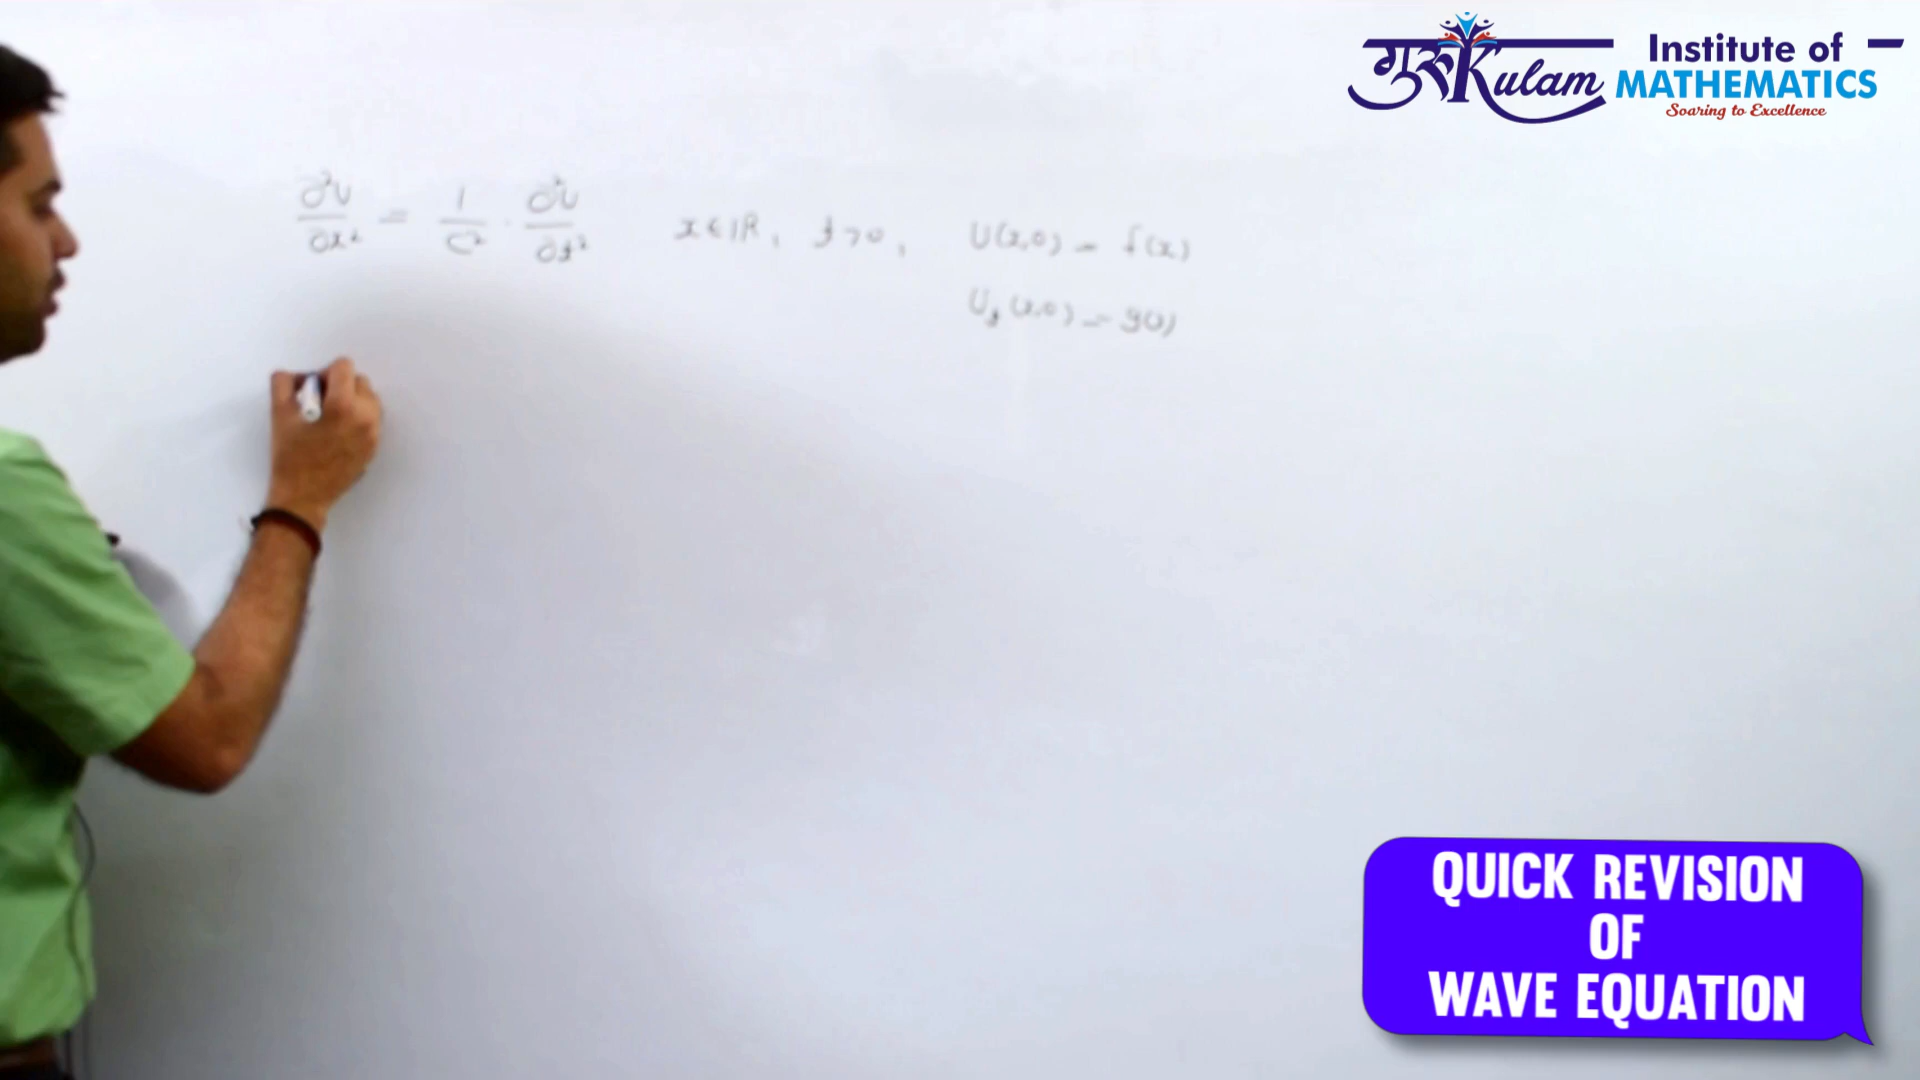 गुरुKulam Institute of
MATHEMATICS
Soaring to Excellence
∂²U/∂x² = 1/C² · ∂²U/∂t² x ∈ IR, t > 0, U(x,0) = f(x)
U_t(x,0) = g(x)
QUICK REVISION
OF
WAVE EQUATION